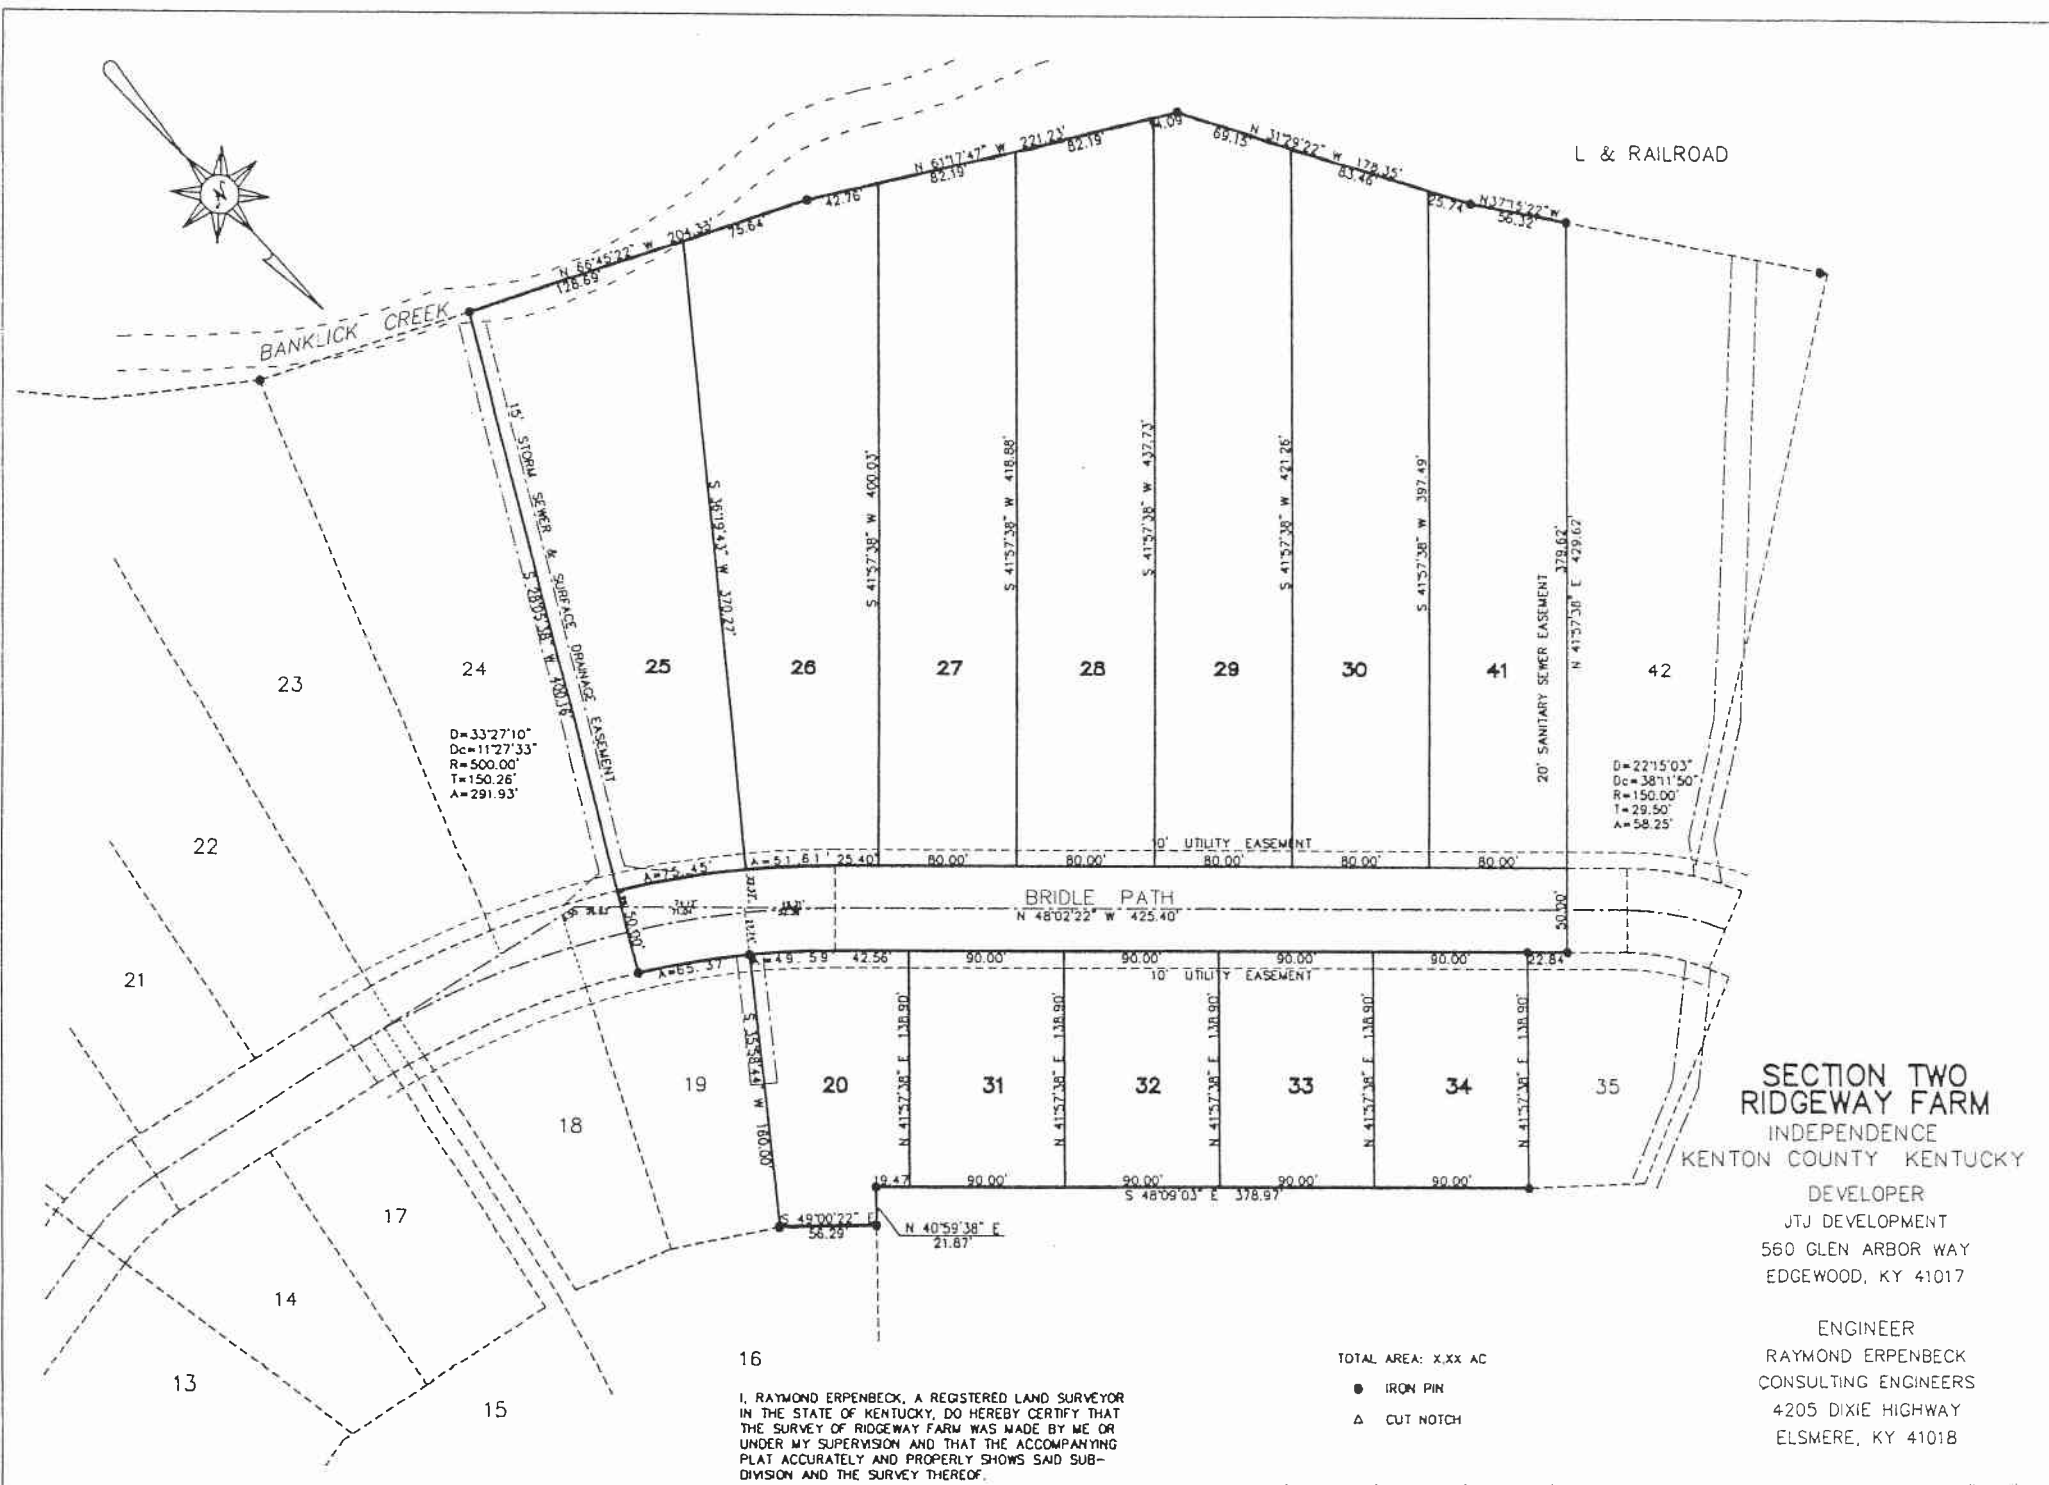 L & RAILROAD
N 31°29'22" W 178.35'
69.15'
83.46'
25.74'
N37°15'22"W
56.32'
4.09'
N 61°17'47" W 221.23'
42.76'
82.19'
82.19'
N 66°45'22" W 204.33'
128.69'
75.64'
BANKLICK CREEK
15' STORM SEWER & SURFACE DRAINAGE EASEMENT
S 28°05'38" W 400.16'
S 36°19'43" W 370.27'
S 41°57'38" W 400.03'
S 41°57'38" W 418.88'
S 41°57'38" W 437.73'
S 41°57'38" W 421.26'
S 41°57'38" W 397.49'
20' SANITARY SEWER EASEMENT
379.62'
N 41°57'38" E 429.62'
23
24
25
26
27
28
29
30
41
42
D=33°27'10"
Dc=11°27'33"
R=500.00'
T=150.26'
A=291.93'
D=22°15'03"
Dc=38°11'50"
R=150.00'
T=29.50'
A=58.25'
22
21
10' UTILITY EASEMENT
A=75.45'
A=51.61'
25.40'
80.00'
80.00'
80.00'
80.00'
80.00'
BRIDLE PATH
N 48°02'22" W 425.40'
50.00'
50.00'
A=65.37'
A=49.59'
42.56'
90.00'
90.00'
90.00'
90.00'
22.84'
10' UTILITY EASEMENT
S 35°58'44" W 160.00'
N 41°57'38" E 138.90'
N 41°57'38" E 138.90'
N 41°57'38" E 138.90'
N 41°57'38" E 138.90'
N 41°57'38" E 138.90'
18
19
20
31
32
33
34
35
19.47
90.00'
90.00'
90.00'
90.00'
S 48°09'03" E 378.97'
S 49°00'22" E
56.29'
N 40°59'38" E
21.87'
17
14
13
15
16
SECTION TWO
RIDGEWAY FARM
INDEPENDENCE
KENTON COUNTY KENTUCKY
DEVELOPER
JTJ DEVELOPMENT
560 GLEN ARBOR WAY
EDGEWOOD, KY 41017
ENGINEER
RAYMOND ERPENBECK
CONSULTING ENGINEERS
4205 DIXIE HIGHWAY
ELSMERE, KY 41018
TOTAL AREA: X.XX AC
IRON PIN
CUT NOTCH
I, RAYMOND ERPENBECK, A REGISTERED LAND SURVEYOR
IN THE STATE OF KENTUCKY, DO HEREBY CERTIFY THAT
THE SURVEY OF RIDGEWAY FARM WAS MADE BY ME OR
UNDER MY SUPERVISION AND THAT THE ACCOMPANYING
PLAT ACCURATELY AND PROPERLY SHOWS SAID SUB-
DIVISION AND THE SURVEY THEREOF.